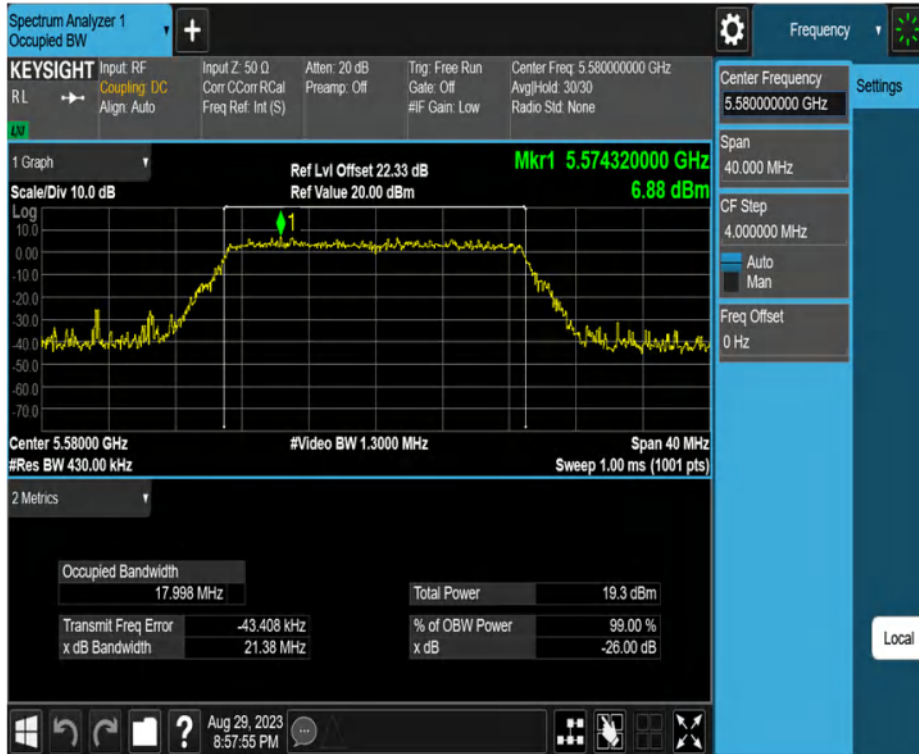 Spectrum Analyzer 1
Occupied BW
+
Frequency
KEYSIGHT
R L
LXI
Input: RF
Coupling: DC
Align: Auto
Input Z: 50 Ω
Corr CCorr RCal
Freq Ref: Int (S)
Atten: 20 dB
Preamp: Off
Trig: Free Run
Gate: Off
#IF Gain: Low
Center Freq: 5.580000000 GHz
Avg|Hold: 30/30
Radio Std: None
Center Frequency
5.580000000 GHz
Settings
Span
40.000 MHz
CF Step
4.000000 MHz
Auto
Man
Freq Offset
0 Hz
Local
1 Graph
Scale/Div 10.0 dB
Ref Lvl Offset 22.33 dB
Ref Value 20.00 dBm
Mkr1 5.574320000 GHz
6.88 dBm
Log
1
10.0
0.00
-10.0
-20.0
-30.0
-40.0
-50.0
-60.0
-70.0
Center 5.58000 GHz
#Video BW 1.3000 MHz
Span 40 MHz
#Res BW 430.00 kHz
Sweep 1.00 ms (1001 pts)
2 Metrics
Occupied Bandwidth
17.998 MHz
Total Power 19.3 dBm
Transmit Freq Error -43.408 kHz
% of OBW Power 99.00 %
x dB Bandwidth 21.38 MHz
x dB -26.00 dB
?
Aug 29, 2023
8:57:55 PM